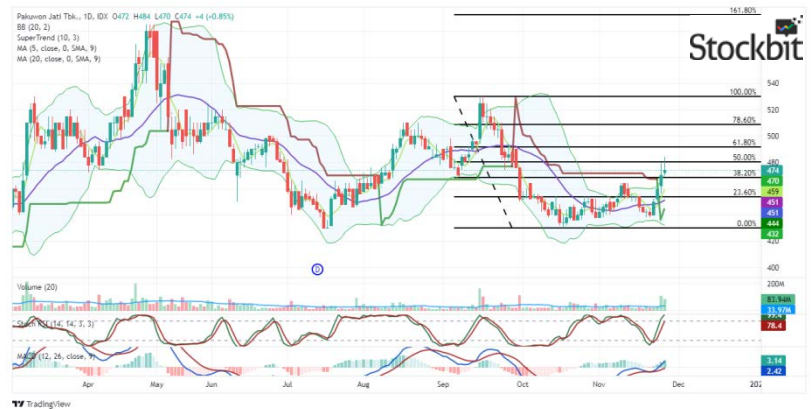 Pakuwon Jati Tbk., 1D, IDX O472 H484 L470 C474 +4 (+0.85%)
BB (20, 2)
SuperTrend (10, 3)
MA (5, close, 0, SMA, 9)
MA (20, close, 0, SMA, 9)
Stockbit
161.80%
100.00%
78.60%
61.80%
50.00%
38.20%
23.60%
0.00%
540
520
500
480
474
470
459
451
451
444
432
420
400
Volume (20)
200M
83.94M
33.97M
Stoch RSI (14, 14, 3, 3)
78.4
MACD (12, 26, close, 9)
3.14
2.42
Apr May Jun Jul Aug Sep Oct Nov Dec
D
TradingView